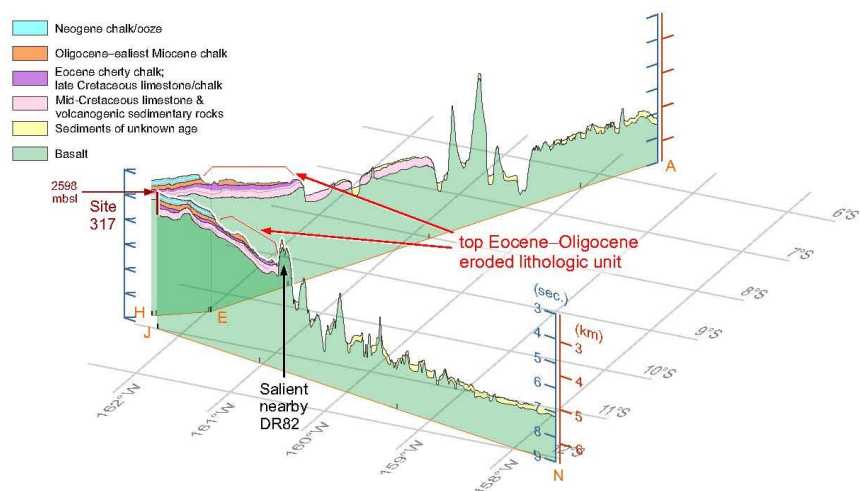 Neogene chalk/ooze
Oligocene–ealiest Miocene chalk
Eocene cherty chalk;
late Cretaceous limestone/chalk
Mid-Cretaceous limestone &
volcanogenic sedimentary rocks
Sediments of unknown age
Basalt
A
2598
mbsl
Site
317
6°S
top Eocene–Oligocene
eroded lithologic unit
7°S
8°S
H
E
J
(sec.)
3
(km)
9°S
4
3
5
10°S
4
6
Salient
nearby
DR82
162°W
161°W
7
5
11°S
160°W
8
6
12°S
159°W
9
N
158°W